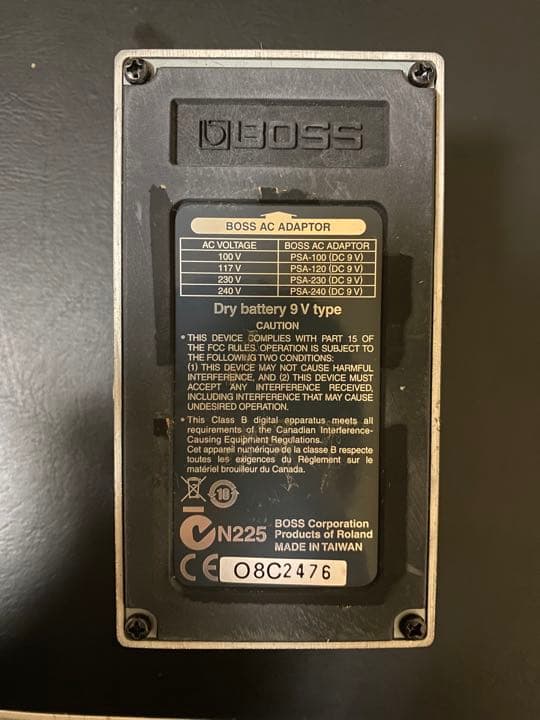 BOSS
BOSS AC ADAPTOR
AC VOLTAGE BOSS AC ADAPTOR
100 V PSA-100 (DC 9 V)
117 V PSA-120 (DC 9 V)
230 V PSA-230 (DC 9 V)
240 V PSA-240 (DC 9 V)
Dry battery 9 V type
CAUTION
• THIS DEVICE COMPLIES WITH PART 15 OF
THE FCC RULES. OPERATION IS SUBJECT TO
THE FOLLOWING TWO CONDITIONS:
(1) THIS DEVICE MAY NOT CAUSE HARMFUL
INTERFERENCE, AND (2) THIS DEVICE MUST
ACCEPT ANY INTERFERENCE RECEIVED,
INCLUDING INTERFERENCE THAT MAY CAUSE
UNDESIRED OPERATION.
• This Class B digital apparatus meets all
requirements of the Canadian Interference-
Causing Equipment Regulations.
Cet appareil numérique de la classe B respecte
toutes les exigences du Règlement sur le
matériel brouilleur du Canada.
10
N225
BOSS Corporation
Products of Roland
MADE IN TAIWAN
CE
O8C2476